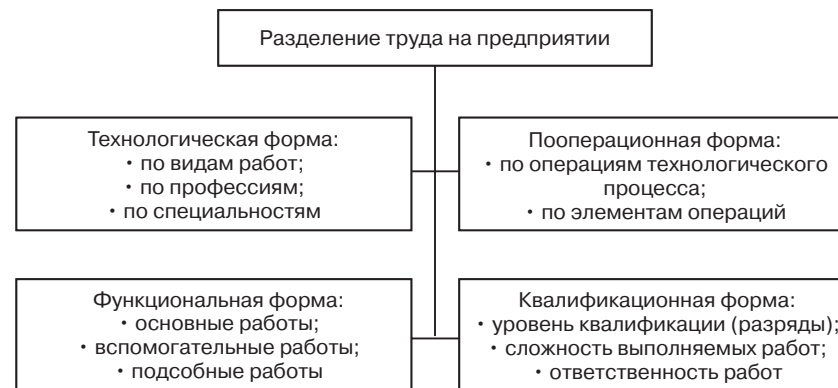 Разделение труда на предприятии
Технологическая форма:
• по видам работ;
• по профессиям;
• по специальностям
Пооперационная форма:
• по операциям технологического
процесса;
• по элементам операций
Функциональная форма:
• основные работы;
• вспомогательные работы;
• подсобные работы
Квалификационная форма:
• уровень квалификации (разряды);
• сложность выполняемых работ;
• ответственность работ